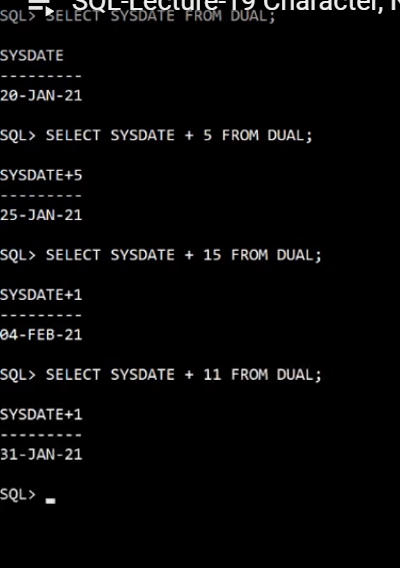 SQL-Lecture-19 Character,
SQL> SELECT SYSDATE FROM DUAL;
SYSDATE
---------
20-JAN-21
SQL> SELECT SYSDATE + 5 FROM DUAL;
SYSDATE+5
---------
25-JAN-21
SQL> SELECT SYSDATE + 15 FROM DUAL;
SYSDATE+1
---------
04-FEB-21
SQL> SELECT SYSDATE + 11 FROM DUAL;
SYSDATE+1
---------
31-JAN-21
SQL>